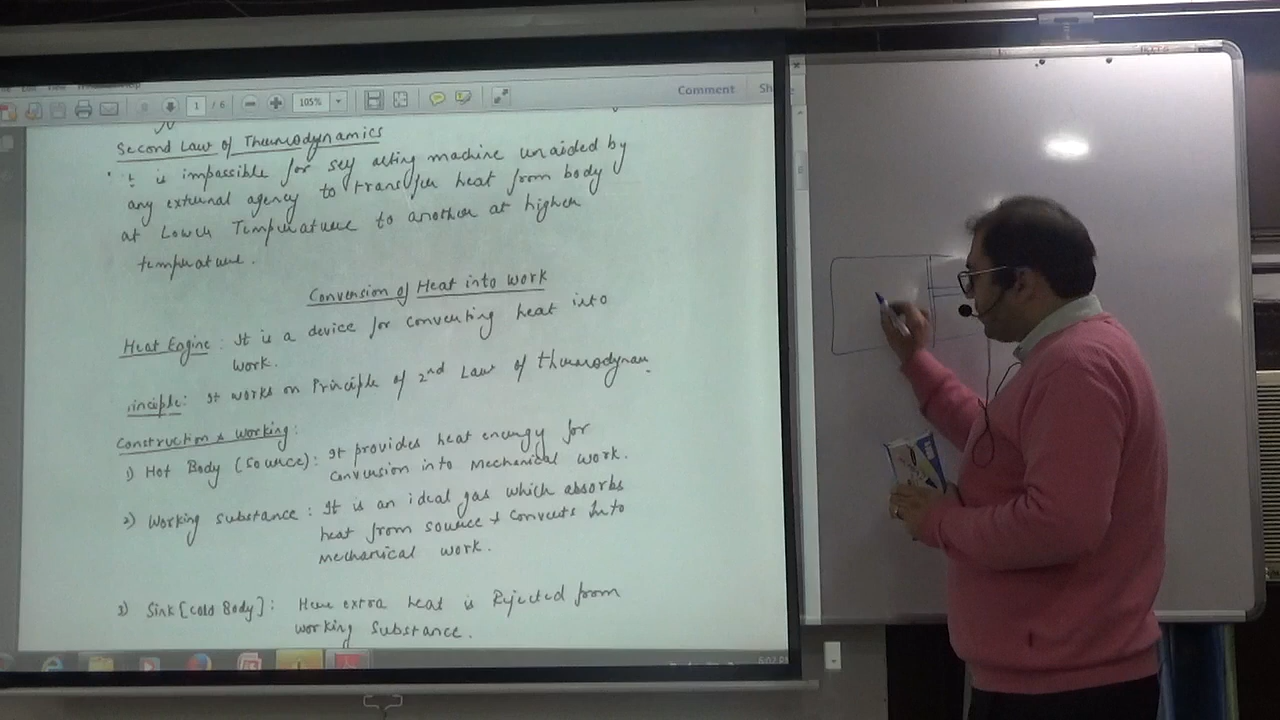 1 / 6
105%
Comment
Sh
Second Law of Thermodynamics
It is impossible for self acting machine unaided by
any external agency to transfer heat from body
at Lower Temperature to another at higher
temperature.
Conversion of Heat into work
Heat Engine : It is a device for converting heat into
work.
rinciple: It works on Principle of 2nd Law of thermodynam
Construction & Working:
1) Hot Body (Source): It provides heat energy for
conversion into Mechanical work.
2) Working substance : It is an ideal gas which absorbs
heat from source & Converts Into
Mechanical work.
3) Sink [Cold Body]: Here extra heat is Rejected from
working Substance.